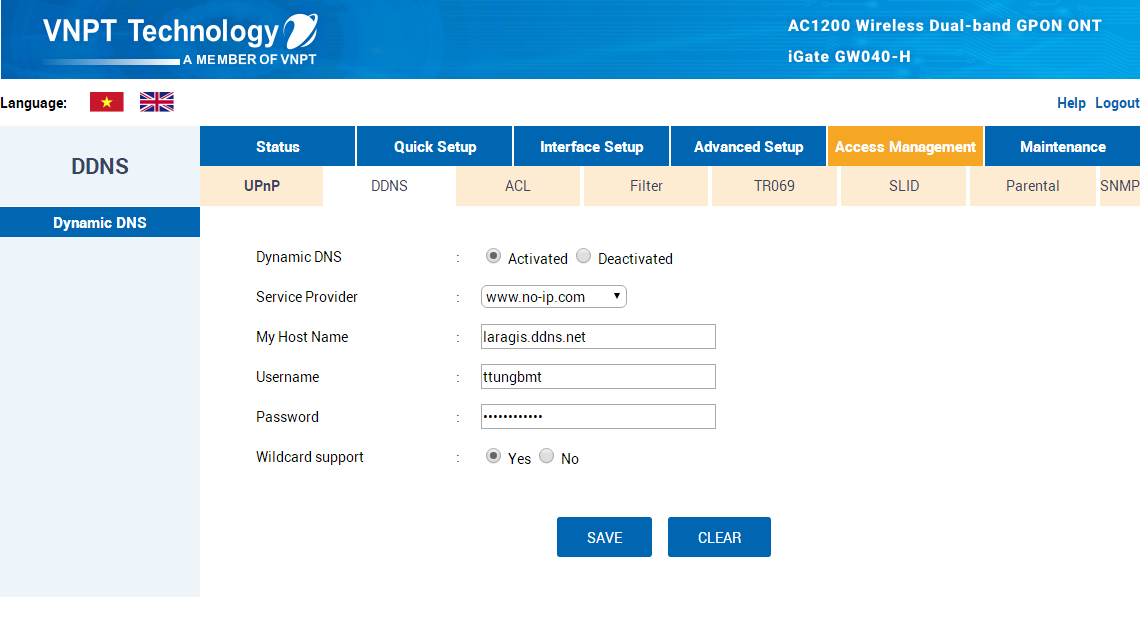 VNPT Technology
A MEMBER OF VNPT
AC1200 Wireless Dual-band GPON ONT
iGate GW040-H
Language:
Help Logout
DDNS
Status Quick Setup Interface Setup Advanced Setup Access Management Maintenance
UPnP DDNS ACL Filter TR069 SLID Parental SNMP
Dynamic DNS
Dynamic DNS : Activated Deactivated
Service Provider : www.no-ip.com
My Host Name : laragis.ddns.net
Username : ttungbmt
Password : ••••••••••••
Wildcard support : Yes No
SAVE CLEAR